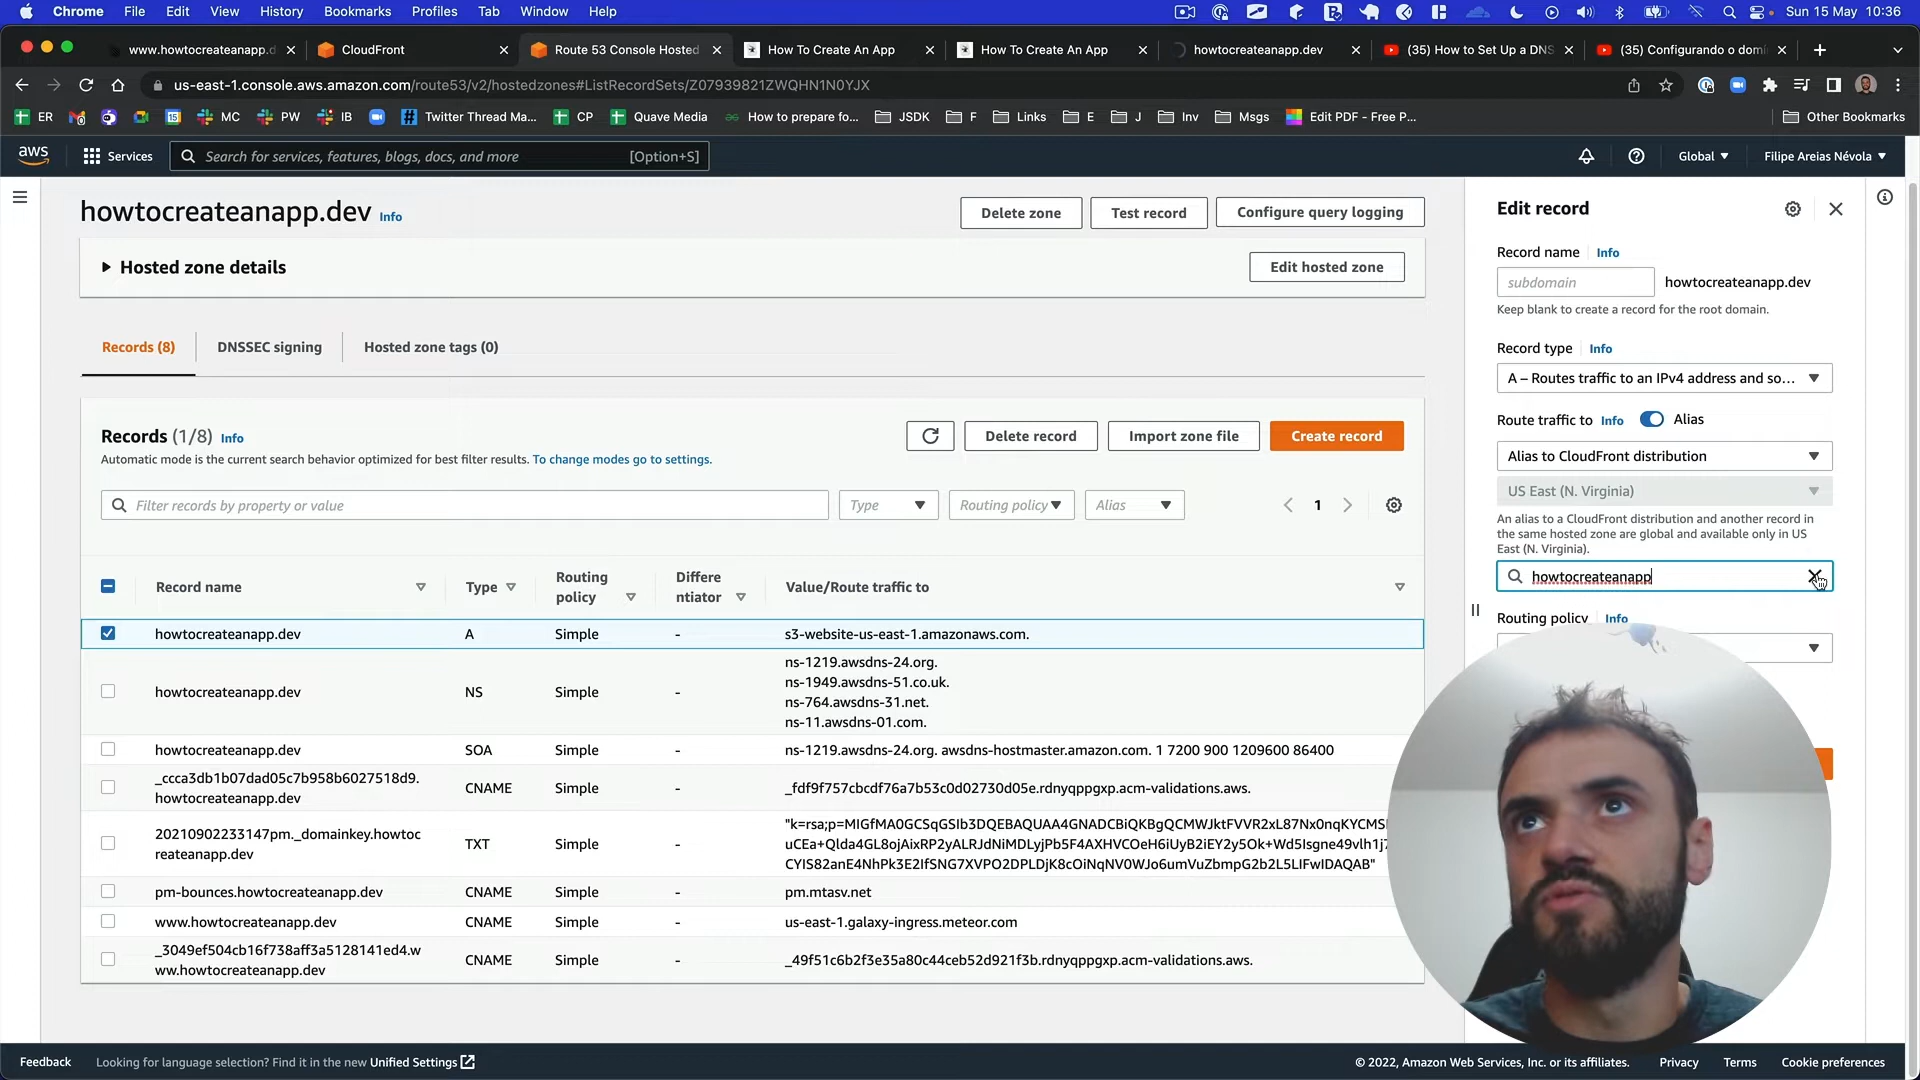 Chrome File Edit View History Bookmarks Profiles Tab Window Help Sun 15 May 10:36
www.howtocreateanapp.d CloudFront Route 53 Console Hosted How To Create An App How To Create An App howtocreateanapp.dev (35) How to Set Up a DNS (35) Configurando o domí
us-east-1.console.aws.amazon.com/route53/v2/hostedzones#ListRecordSets/Z07939821ZWQHN1N0YJX
ER MC PW IB Twitter Thread Ma... CP Quave Media How to prepare fo... JSDK F Links E J Inv Msgs Edit PDF - Free P... Other Bookmarks
aws Services Search for services, features, blogs, docs, and more [Option+S] Global Filipe Areias Névola
howtocreateanapp.dev Info
Delete zone Test record Configure query logging
Hosted zone details Edit hosted zone
Records (8) DNSSEC signing Hosted zone tags (0)
Records (1/8) Info
Delete record Import zone file Create record
Automatic mode is the current search behavior optimized for best filter results. To change modes go to settings.
Filter records by property or value Type Routing policy Alias 1
Record name Type Routing policy Differentiator Value/Route traffic to
howtocreateanapp.dev A Simple - s3-website-us-east-1.amazonaws.com.
howtocreateanapp.dev NS Simple - ns-1219.awsdns-24.org.
ns-1949.awsdns-51.co.uk.
ns-764.awsdns-31.net.
ns-11.awsdns-01.com.
howtocreateanapp.dev SOA Simple - ns-1219.awsdns-24.org. awsdns-hostmaster.amazon.com. 1 7200 900 1209600 86400
_ccca3db1b07dad05c7b958b6027518d9.
howtocreateanapp.dev CNAME Simple - _fdf9f757cbcdf76a7b53c0d02730d05e.rdnyqppgxp.acm-validations.aws.
20210902233147pm._domainkey.howtoc
reateanapp.dev TXT Simple -
pm-bounces.howtocreateanapp.dev CNAME Simple - pm.mtasv.net
www.howtocreateanapp.dev CNAME Simple - us-east-1.galaxy-ingress.meteor.com
_3049ef504cb16f738aff3a5128141ed4.w
ww.howtocreateanapp.dev CNAME Simple - _49f51c6b2f3e35a80c44ceb52d921f3b.rdnyqppgxp.acm-validations.aws.
Edit record
Record name Info
subdomain howtocreateanapp.dev
Keep blank to create a record for the root domain.
Record type Info
A – Routes traffic to an IPv4 address and so...
Route traffic to Info Alias
Alias to CloudFront distribution
US East (N. Virginia)
An alias to a CloudFront distribution and another record in
the same hosted zone are global and available only in US
East (N. Virginia).
howtocreateanapp
Routing policy Info
Feedback Looking for language selection? Find it in the new Unified Settings © 2022, Amazon Web Services, Inc. or its affiliates. Privacy Terms Cookie preferences